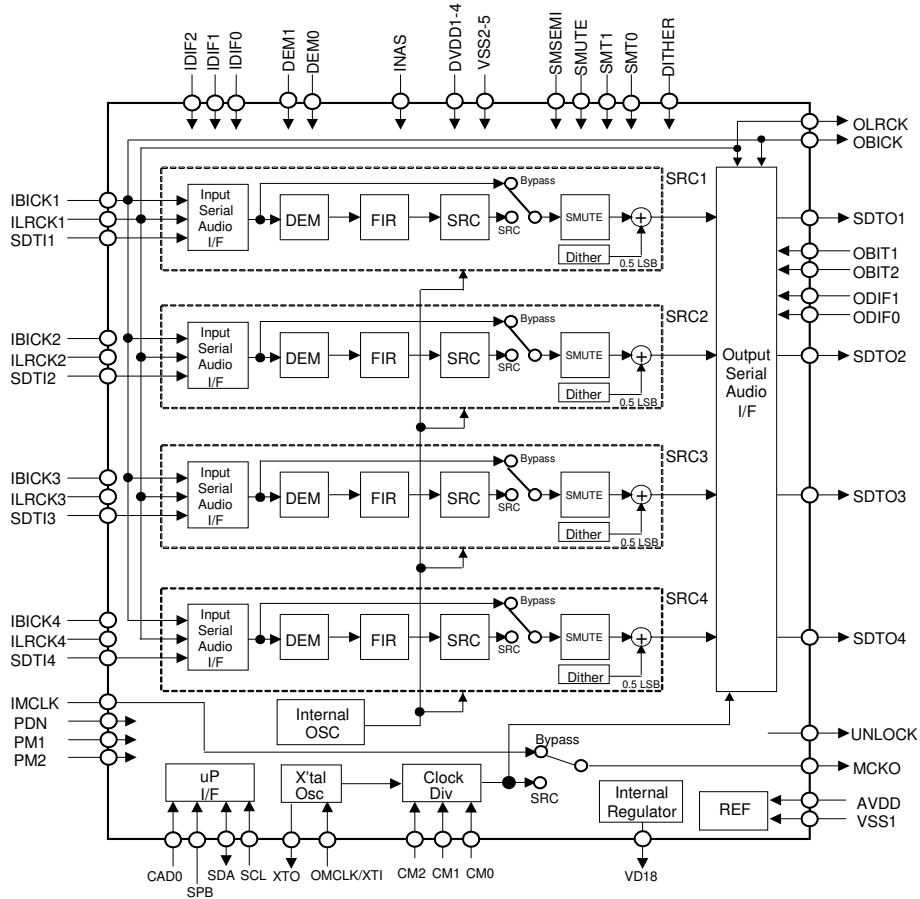 IDIF2
IDIF1
IDIF0
DEM1
DEM0
INAS
DVDD1-4
VSS2-5
SMSEMI
SMUTE
SMT1
SMT0
DITHER
OLRCK
OBICK
SRC1
IBICK1
ILRCK1
SDTI1
Input
Serial
Audio
I/F
DEM
FIR
SRC
Bypass
SRC
SMUTE
Dither
0.5 LSB
SDTO1
OBIT1
OBIT2
ODIF1
ODIF0
SRC2
IBICK2
ILRCK2
SDTI2
Input
Serial
Audio
I/F
DEM
FIR
SRC
Bypass
SRC
SMUTE
Dither
0.5 LSB
Output
Serial
Audio
I/F
SDTO2
SRC3
IBICK3
ILRCK3
SDTI3
Input
Serial
Audio
I/F
DEM
FIR
SRC
Bypass
SRC
SMUTE
Dither
0.5 LSB
SDTO3
SRC4
IBICK4
ILRCK4
SDTI4
Input
Serial
Audio
I/F
DEM
FIR
SRC
Bypass
SRC
SMUTE
Dither
0.5 LSB
SDTO4
IMCLK
PDN
PM1
PM2
Internal
OSC
Bypass
SRC
UNLOCK
MCKO
uP
I/F
X'tal
Osc
Clock
Div
Internal
Regulator
REF
AVDD
VSS1
CAD0
SPB
SDA
SCL
XTO
OMCLK/XTI
CM2
CM1
CM0
VD18